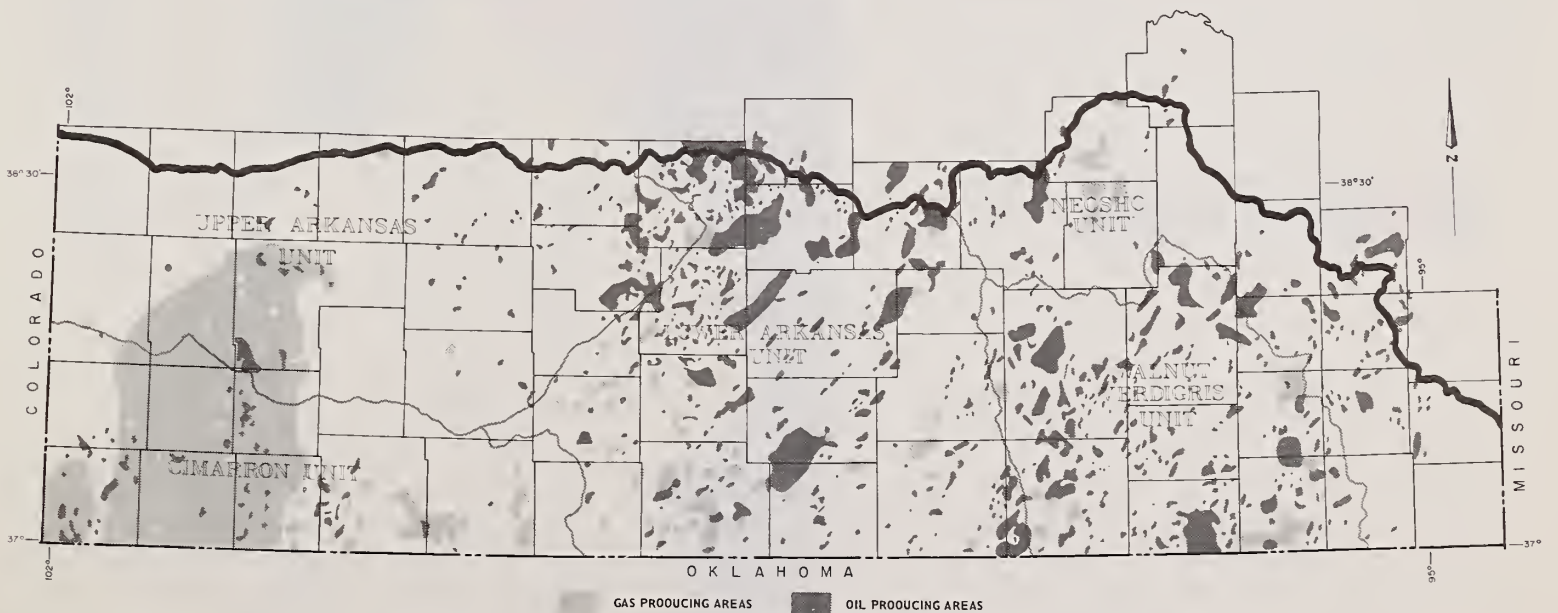 102°
38°30'
38°30'
UPPER ARKANSAS
UNIT
NEOSHO
UNIT
COLORADO
N
95°
LOWER ARKANSAS
UNIT
WALNUT
VERDIGRIS
UNIT
MISSOURI
CIMARRON UNIT
37°
37°
102°
95°
OKLAHOMA
GAS PRODUCING AREAS
OIL PRODUCING AREAS